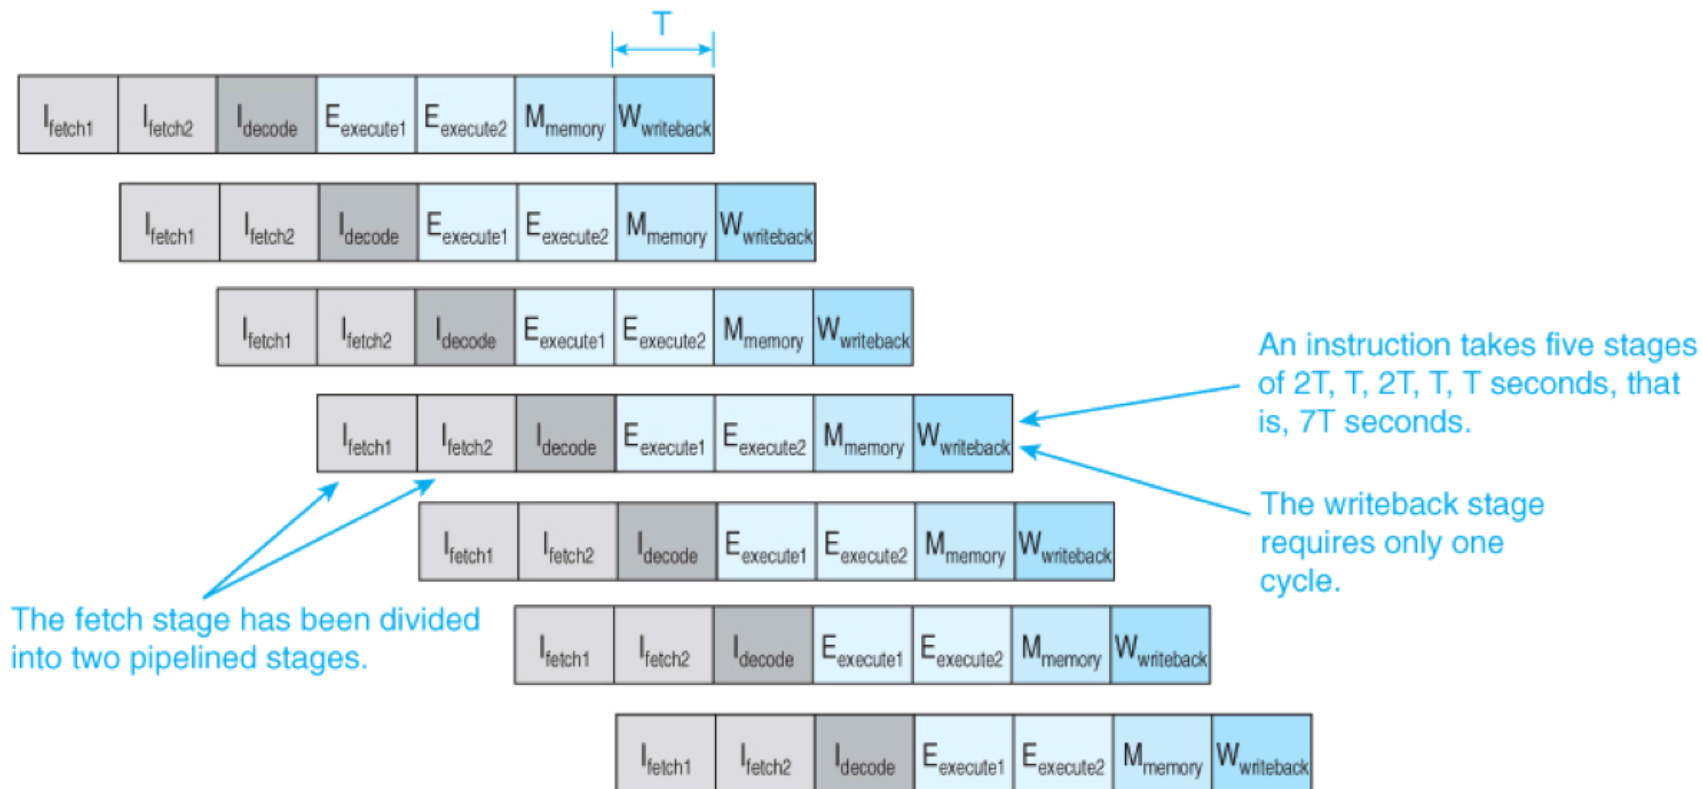 T
Ifetch1 Ifetch2 Idecode Eexecute1 Eexecute2 Mmemory Wwriteback
Ifetch1 Ifetch2 Idecode Eexecute1 Eexecute2 Mmemory Wwriteback
Ifetch1 Ifetch2 Idecode Eexecute1 Eexecute2 Mmemory Wwriteback
An instruction takes five stages
of 2T, T, 2T, T, T seconds, that
is, 7T seconds.
Ifetch1 Ifetch2 Idecode Eexecute1 Eexecute2 Mmemory Wwriteback
The writeback stage
requires only one
cycle.
Ifetch1 Ifetch2 Idecode Eexecute1 Eexecute2 Mmemory Wwriteback
The fetch stage has been divided
into two pipelined stages.
Ifetch1 Ifetch2 Idecode Eexecute1 Eexecute2 Mmemory Wwriteback
Ifetch1 Ifetch2 Idecode Eexecute1 Eexecute2 Mmemory Wwriteback